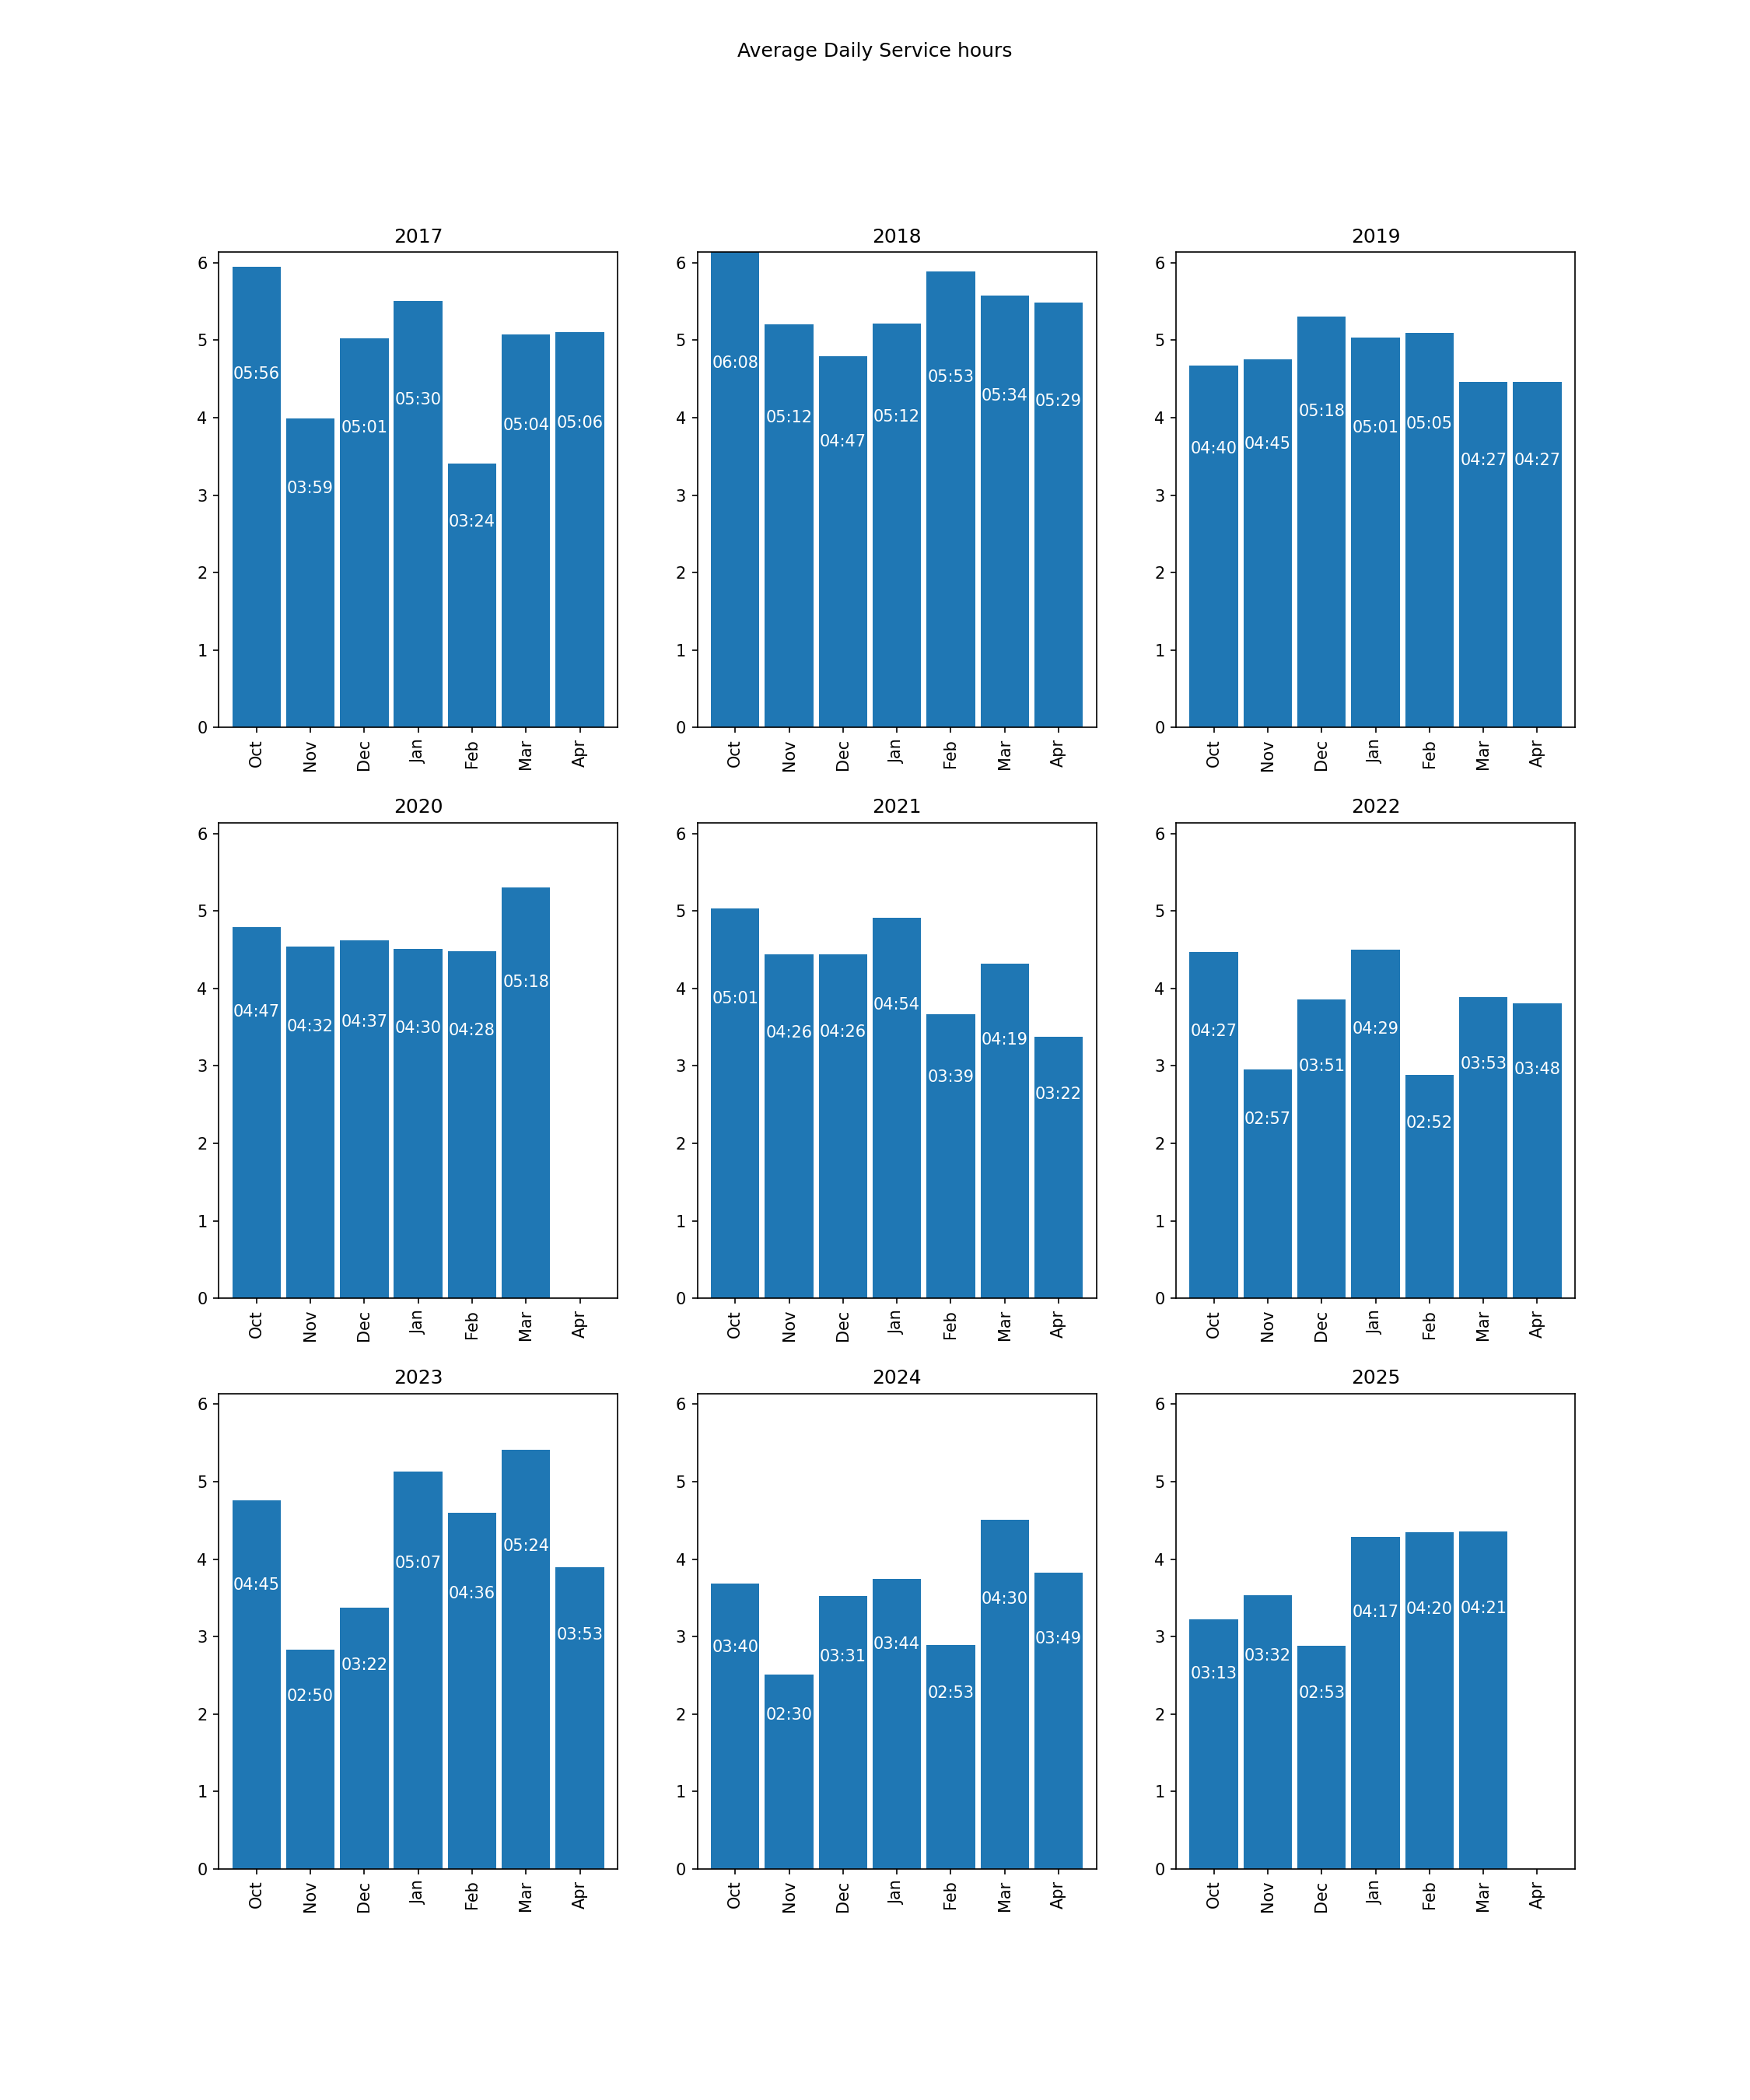 Average Daily Service hours
2017
6
5
4
3
2
1
0
05:56
03:59
05:01
05:30
03:24
05:04
05:06
Oct
Nov
Dec
Jan
Feb
Mar
Apr
2018
6
5
4
3
2
1
0
06:08
05:12
04:47
05:12
05:53
05:34
05:29
Oct
Nov
Dec
Jan
Feb
Mar
Apr
2019
6
5
4
3
2
1
0
04:40
04:45
05:18
05:01
05:05
04:27
04:27
Oct
Nov
Dec
Jan
Feb
Mar
Apr
2020
6
5
4
3
2
1
0
04:47
04:32
04:37
04:30
04:28
05:18
Oct
Nov
Dec
Jan
Feb
Mar
Apr
2021
6
5
4
3
2
1
0
05:01
04:26
04:26
04:54
03:39
04:19
03:22
Oct
Nov
Dec
Jan
Feb
Mar
Apr
2022
6
5
4
3
2
1
0
04:27
02:57
03:51
04:29
02:52
03:53
03:48
Oct
Nov
Dec
Jan
Feb
Mar
Apr
2023
6
5
4
3
2
1
0
04:45
02:50
03:22
05:07
04:36
05:24
03:53
Oct
Nov
Dec
Jan
Feb
Mar
Apr
2024
6
5
4
3
2
1
0
03:40
02:30
03:31
03:44
02:53
04:30
03:49
Oct
Nov
Dec
Jan
Feb
Mar
Apr
2025
6
5
4
3
2
1
0
03:13
03:32
02:53
04:17
04:20
04:21
Oct
Nov
Dec
Jan
Feb
Mar
Apr